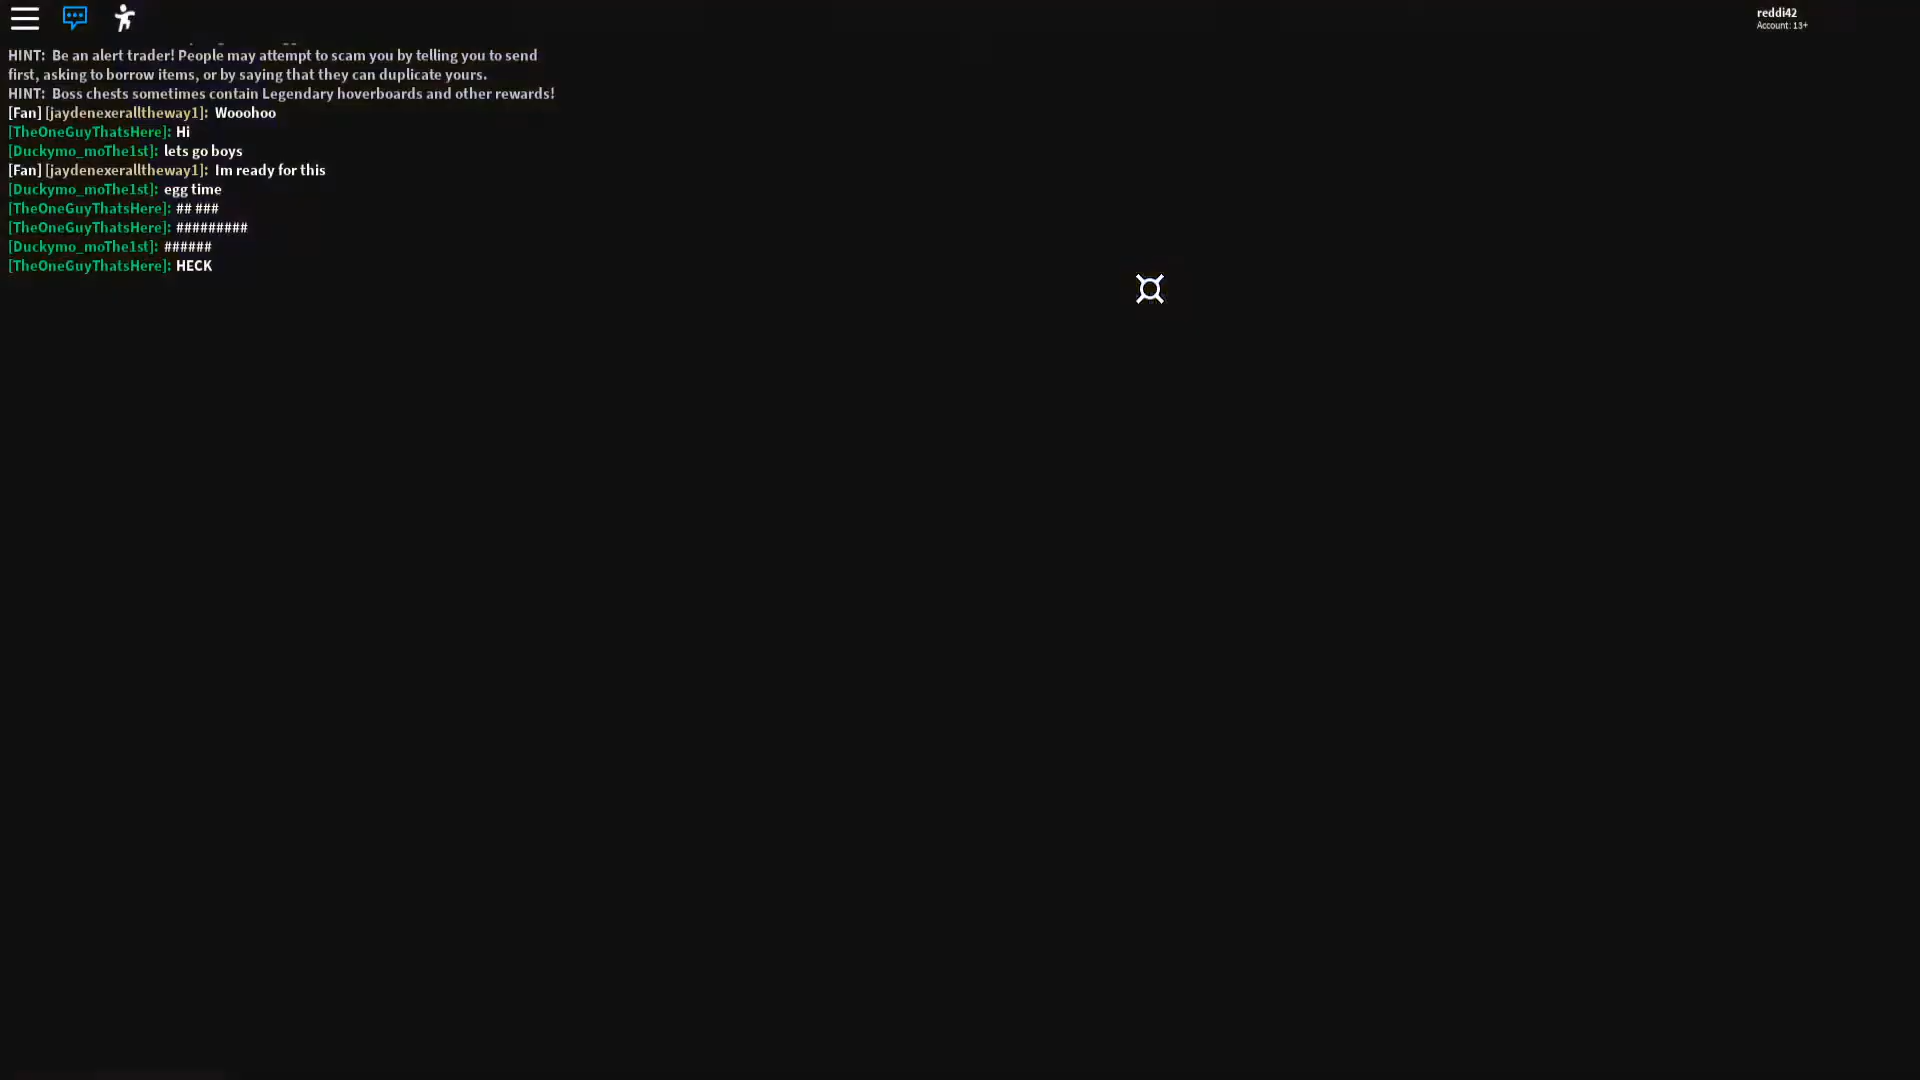 reddi42
Account: 13+
HINT: Be an alert trader! People may attempt to scam you by telling you to send
first, asking to borrow items, or by saying that they can duplicate yours.
HINT: Boss chests sometimes contain Legendary hoverboards and other rewards!
[Fan] [jaydenexeralltheway1]: Wooohoo
[TheOneGuyThatsHere]: Hi
[Duckymo_moThe1st]: lets go boys
[Fan] [jaydenexeralltheway1]: Im ready for this
[Duckymo_moThe1st]: egg time
[TheOneGuyThatsHere]: ## ###
[TheOneGuyThatsHere]: #########
[Duckymo_moThe1st]: ######
[TheOneGuyThatsHere]: HECK